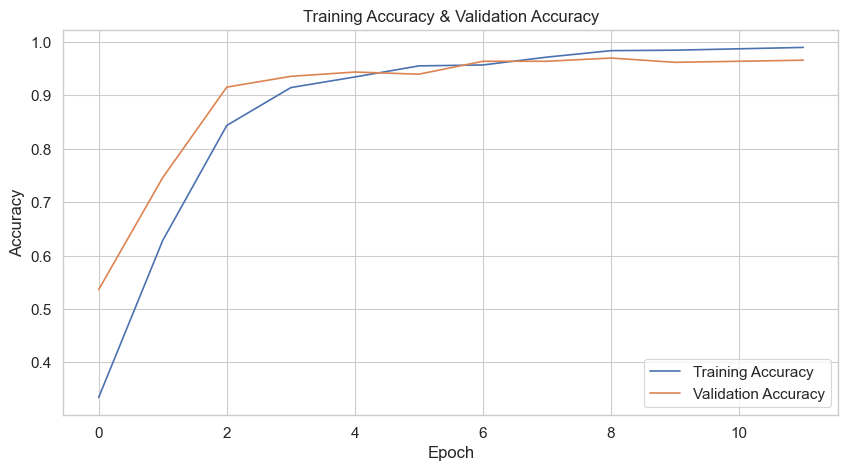 Training Accuracy & Validation Accuracy
1.0
0.9
0.8
0.7
0.6
0.5
0.4
Accuracy
0 2 4 6 8 10
Epoch
Training Accuracy
Validation Accuracy